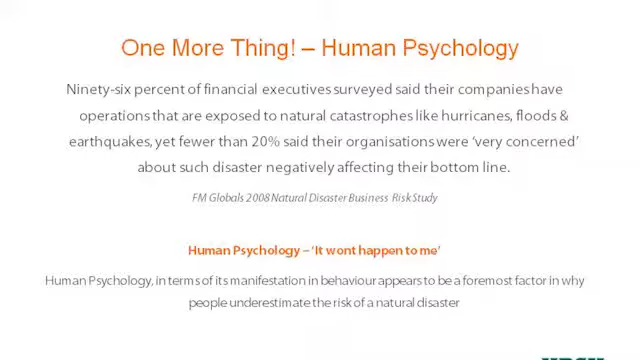 One More Thing! – Human Psychology
Ninety-six percent of financial executives surveyed said their companies have
operations that are exposed to natural catastrophes like hurricanes, floods &
earthquakes, yet fewer than 20% said their organisations were ‘very concerned’
about such disaster negatively affecting their bottom line.
FM Globals 2008 Natural Disaster Business Risk Study
Human Psychology – ‘It wont happen to me’
Human Psychology, in terms of its manifestation in behaviour appears to be a foremost factor in why
people underestimate the risk of a natural disaster